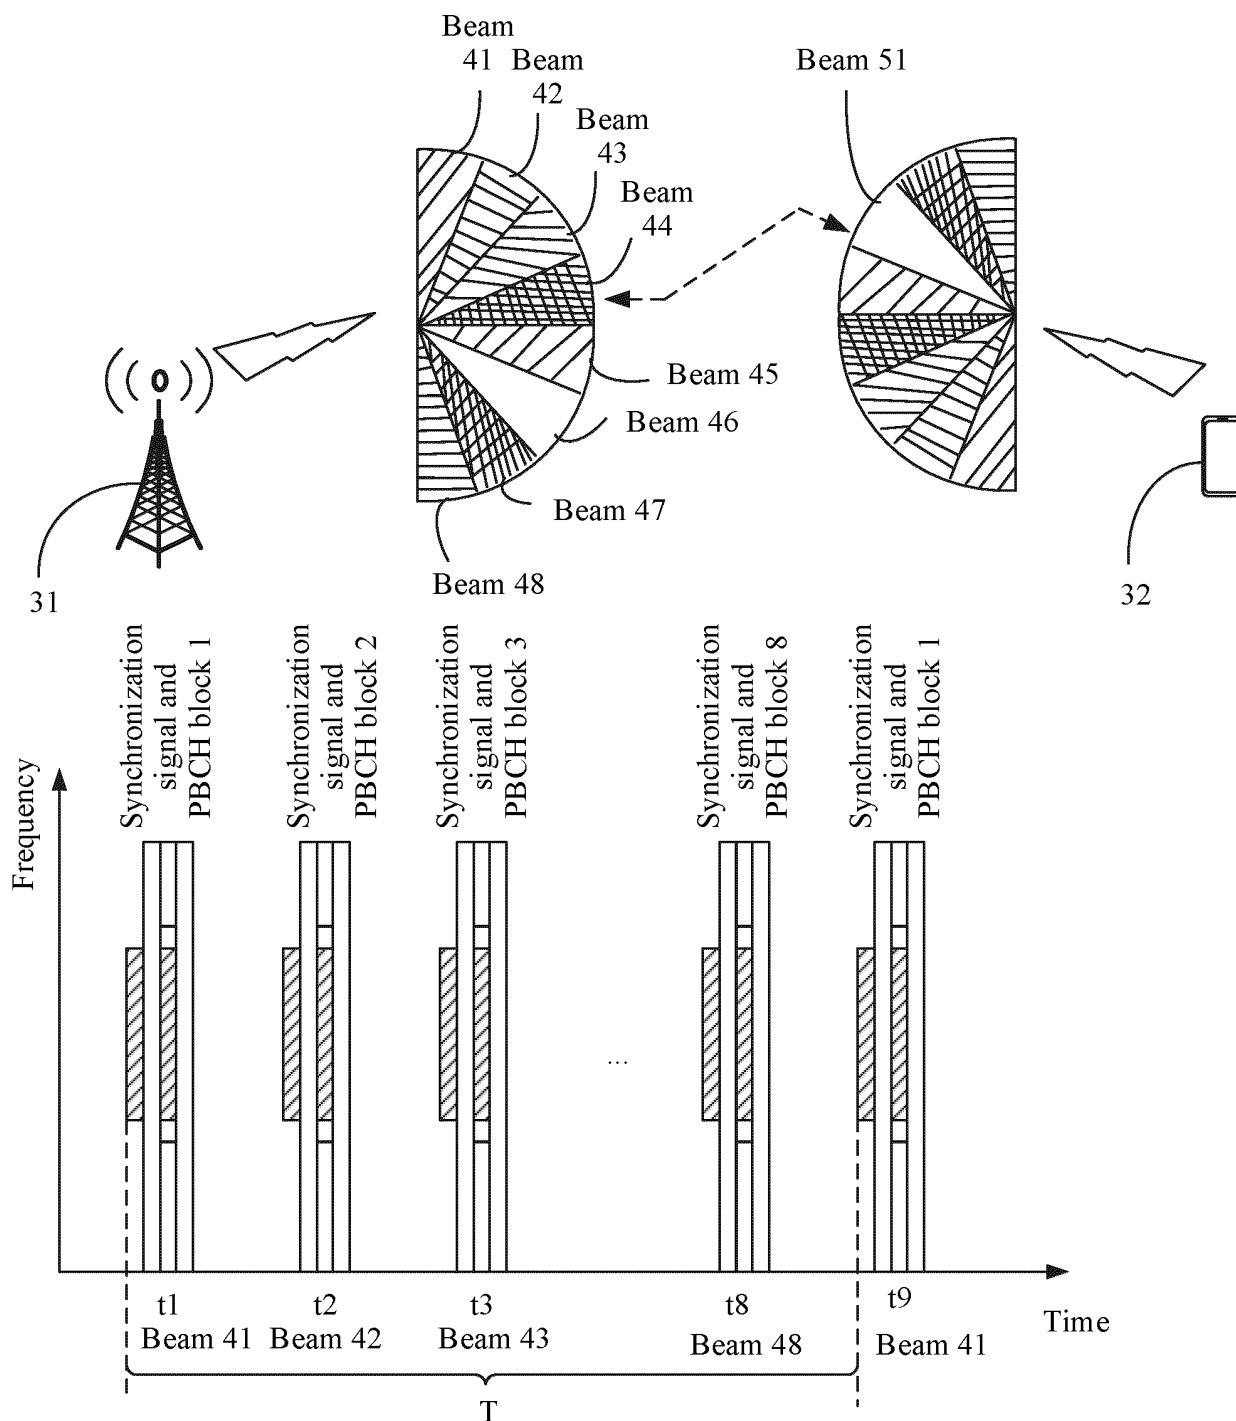 Beam
41
Beam
42
Beam
43
Beam
44
Beam 51
Beam 45
Beam 46
Beam 47
Beam 48
31
32
Synchronization
signal and
PBCH block 1
Synchronization
signal and
PBCH block 2
Synchronization
signal and
PBCH block 3
Synchronization
signal and
PBCH block 8
Synchronization
signal and
PBCH block 1
Frequency
...
t1
t2
t3
t8
t9
Time
Beam 41
Beam 42
Beam 43
Beam 48
Beam 41
T